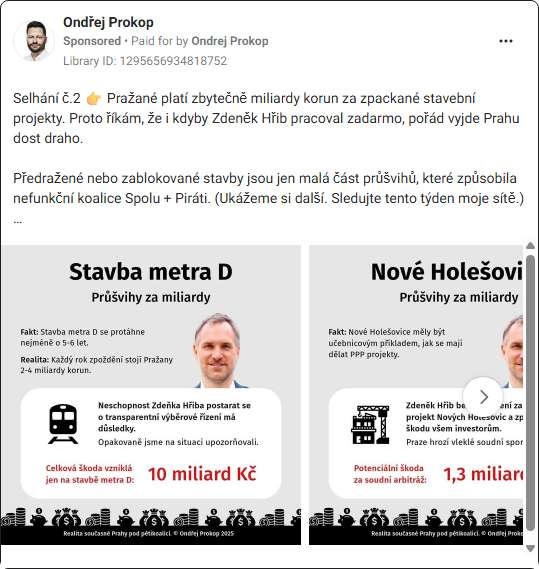 Ondřej Prokop
Sponsored • Paid for by Ondrej Prokop
Library ID: 1295656934818752
Selhání č.2 👉 Pražané platí zbytečně miliardy korun za zpackané stavební
projekty. Proto říkám, že i kdyby Zdeněk Hřib pracoval zadarmo, pořád vyjde Prahu
dost draho.
Předražené nebo zablokované stavby jsou jen malá část průšvihů, které způsobila
nefunkční koalice Spolu + Piráti. (Ukážeme si další. Sledujte tento týden moje sítě.)
...
Stavba metra D
Průšvihy za miliardy
Fakt: Stavba metra D se protáhne
nejméně o 5-6 let.
Realita: Každý rok zpoždění stojí Pražany
2-4 miliardy korun.
Neschopnost Zdeňka Hřiba postarat se
o transparentní výběrové řízení má
důsledky.
Opakovaně jsme na situaci upozorňovali.
Celková škoda vzniklá
jen na stavbě metra D:
10 miliard Kč
Realita současné Prahy pod pětikoalicí. © Ondřej Prokop 2025
Nové Holešovi
Průšvihy za miliardy
Fakt: Nové Holešovice měly být
učebnicovým příkladem, jak se mají
dělat PPP projekty.
Zdeněk Hřib be ení za
projekt Nových Holešovic a zp
škodu všem investorům.
Praze hrozí vleklé soudní spor
Potenciální škoda
za soudní arbitráž:
1,3 miliard
Realita současné Prahy pod pětikoalicí. © Ondřej Prokop